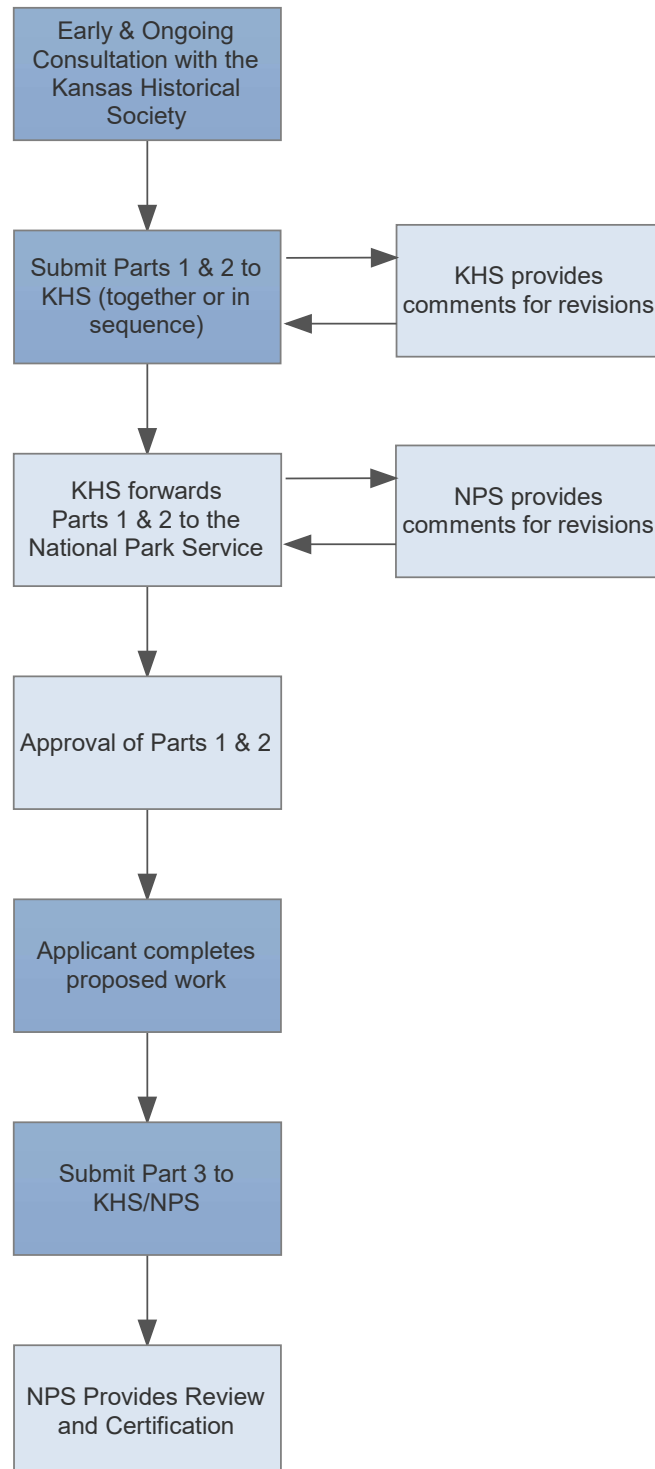 Early & Ongoing
Consultation with the
Kansas Historical
Society
Submit Parts 1 & 2 to
KHS (together or in
sequence)
KHS provides
comments for revisions
KHS forwards
Parts 1 & 2 to the
National Park Service
NPS provides
comments for revisions
Approval of Parts 1 & 2
Applicant completes
proposed work
Submit Part 3 to
KHS/NPS
NPS Provides Review
and Certification